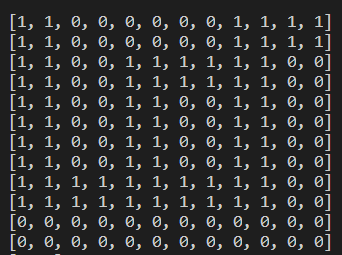 [1, 1, 0, 0, 0, 0, 0, 0, 1, 1, 1, 1]
[1, 1, 0, 0, 0, 0, 0, 0, 1, 1, 1, 1]
[1, 1, 0, 0, 1, 1, 1, 1, 1, 1, 0, 0]
[1, 1, 0, 0, 1, 1, 1, 1, 1, 1, 0, 0]
[1, 1, 0, 0, 1, 1, 0, 0, 1, 1, 0, 0]
[1, 1, 0, 0, 1, 1, 0, 0, 1, 1, 0, 0]
[1, 1, 0, 0, 1, 1, 0, 0, 1, 1, 0, 0]
[1, 1, 0, 0, 1, 1, 0, 0, 1, 1, 0, 0]
[1, 1, 1, 1, 1, 1, 1, 1, 1, 1, 0, 0]
[1, 1, 1, 1, 1, 1, 1, 1, 1, 1, 0, 0]
[0, 0, 0, 0, 0, 0, 0, 0, 0, 0, 0, 0]
[0, 0, 0, 0, 0, 0, 0, 0, 0, 0, 0, 0]